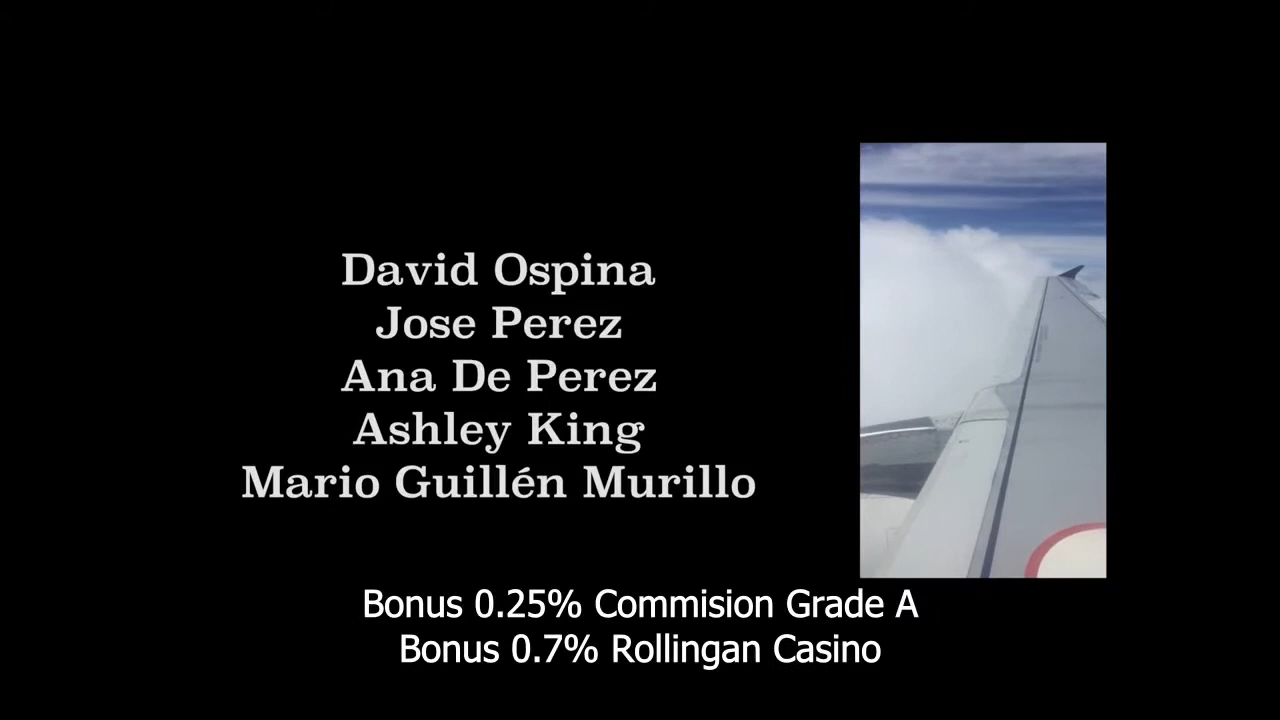 David Ospina
Jose Perez
Ana De Perez
Ashley King
Mario Guillén Murillo
Bonus 0.25% Commision Grade A
Bonus 0.7% Rollingan Casino